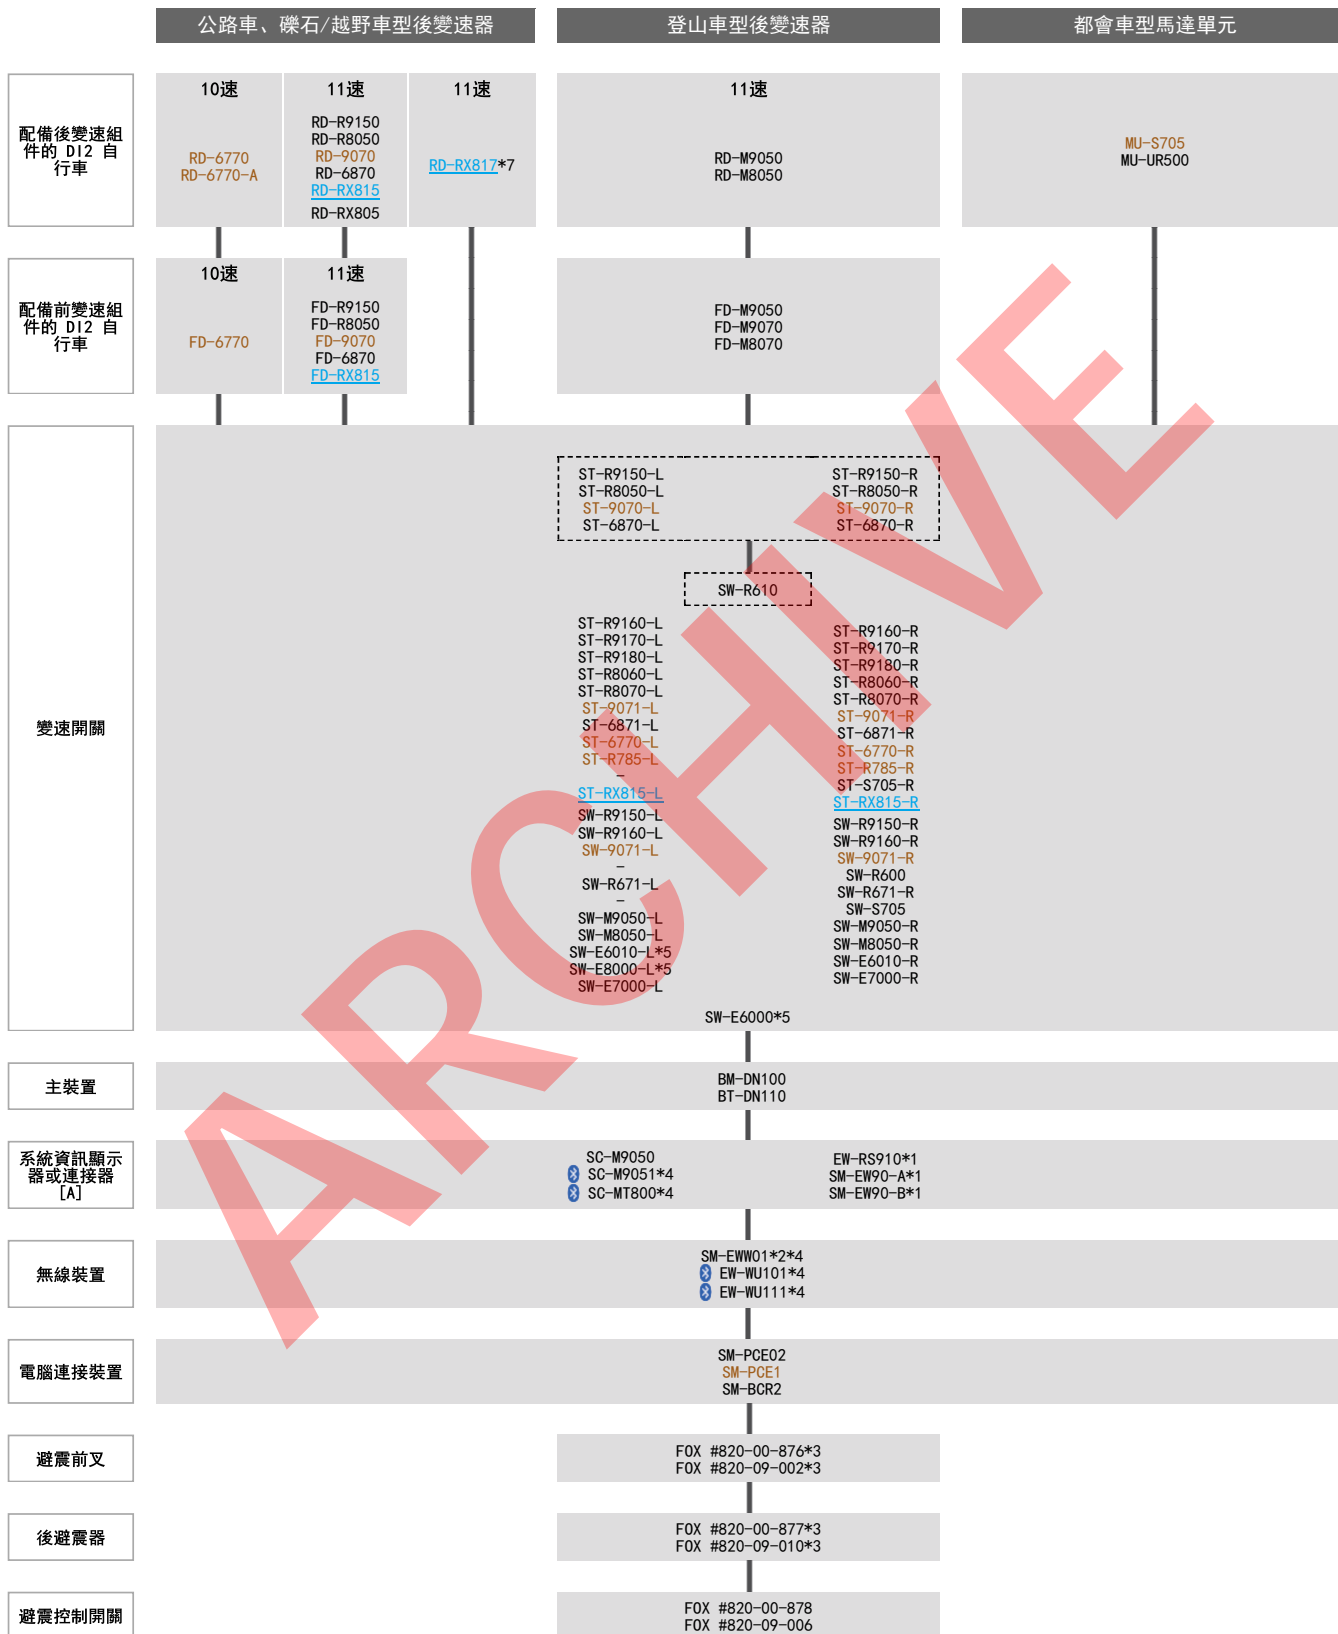 公路車、礫石/越野車型後變速器
登山車型後變速器
都會車型馬達單元
配備後變速組
件的 DI2 自
行車
10速
RD-6770
RD-6770-A
11速
RD-R9150
RD-R8050
RD-9070
RD-6870
RD-RX815
RD-RX805
11速
RD-RX817*7
11速
RD-M9050
RD-M8050
MU-S705
MU-UR500
配備前變速組
件的 DI2 自
行車
10速
FD-6770
11速
FD-R9150
FD-R8050
FD-9070
FD-6870
FD-RX815
FD-M9050
FD-M9070
FD-M8070
變速開關
ST-R9150-L
ST-R8050-L
ST-9070-L
ST-6870-L
ST-R9150-R
ST-R8050-R
ST-9070-R
ST-6870-R
SW-R610
ST-R9160-L
ST-R9170-L
ST-R9180-L
ST-R8060-L
ST-R8070-L
ST-9071-L
ST-6871-L
ST-6770-L
ST-R785-L
-
ST-RX815-L
SW-R9150-L
SW-R9160-L
SW-9071-L
-
SW-R671-L
-
SW-M9050-L
SW-M8050-L
SW-E6010-L*5
SW-E8000-L*5
SW-E7000-L
ST-R9160-R
ST-R9170-R
ST-R9180-R
ST-R8060-R
ST-R8070-R
ST-9071-R
ST-6871-R
ST-6770-R
ST-R785-R
ST-S705-R
ST-RX815-R
SW-R9150-R
SW-R9160-R
SW-9071-R
SW-R600
SW-R671-R
SW-S705
SW-M9050-R
SW-M8050-R
SW-E6010-R
SW-E7000-R
SW-E6000*5
主裝置
BM-DN100
BT-DN110
系統資訊顯示
器或連接器
[A]
SC-M9050
SC-M9051*4
SC-MT800*4
EW-RS910*1
SM-EW90-A*1
SM-EW90-B*1
無線裝置
SM-EWW01*2*4
EW-WU101*4
EW-WU111*4
電腦連接裝置
SM-PCE02
SM-PCE1
SM-BCR2
避震前叉
FOX #820-00-876*3
FOX #820-09-002*3
後避震器
FOX #820-00-877*3
FOX #820-09-010*3
避震控制開關
FOX #820-00-878
FOX #820-09-006
ARCHIVE